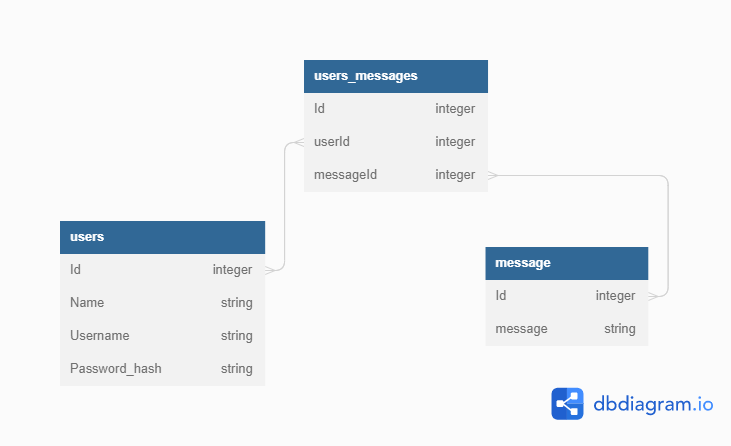 users_messages
Id integer
userId integer
messageId integer
users
Id integer
Name string
Username string
Password_hash string
message
Id integer
message string
dbdiagram.io